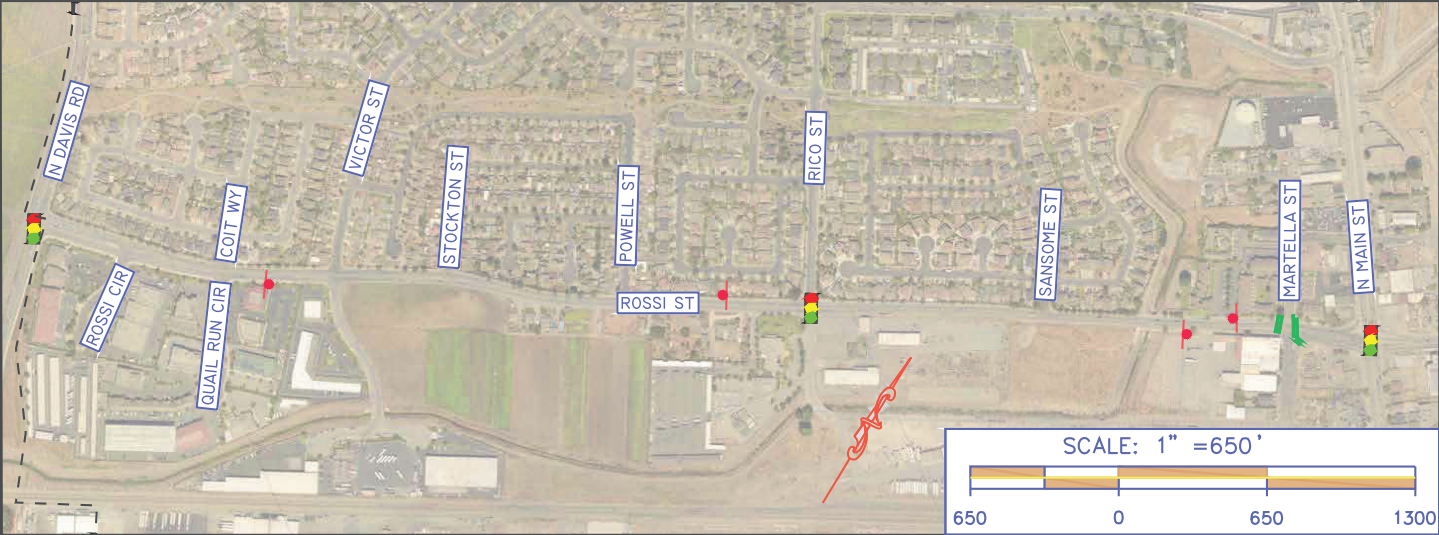 N DAVIS RD
VICTOR ST
RICO ST
STOCKTON ST
POWELL ST
COIT WY
SANSOME ST
MARTELLA ST
N MAIN ST
ROSSI CIR
QUAIL RUN CIR
ROSSI ST
N
SCALE: 1" =650'
650 0 650 1300